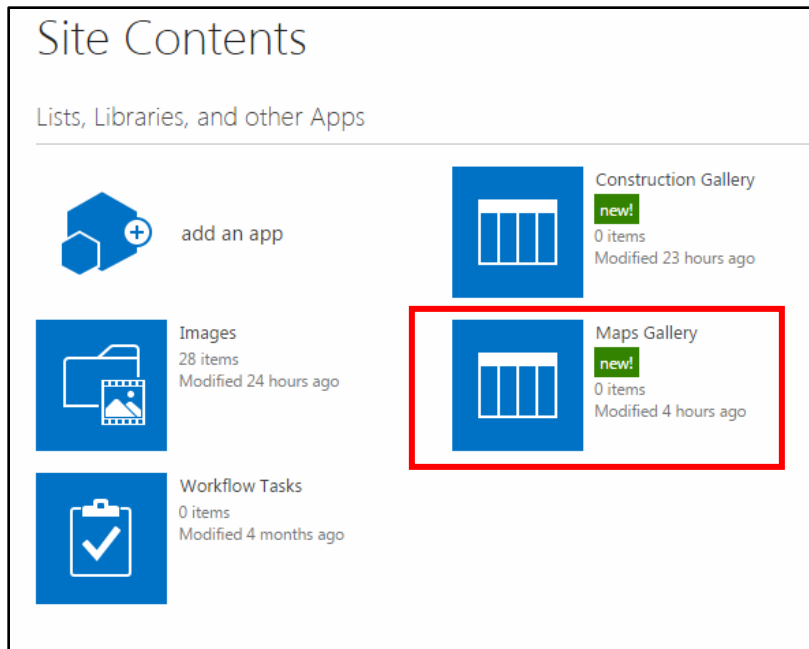 Site Contents
Lists, Libraries, and other Apps
add an app
Construction Gallery
new!
0 items
Modified 23 hours ago
Images
28 items
Modified 24 hours ago
Maps Gallery
new!
0 items
Modified 4 hours ago
Workflow Tasks
0 items
Modified 4 months ago